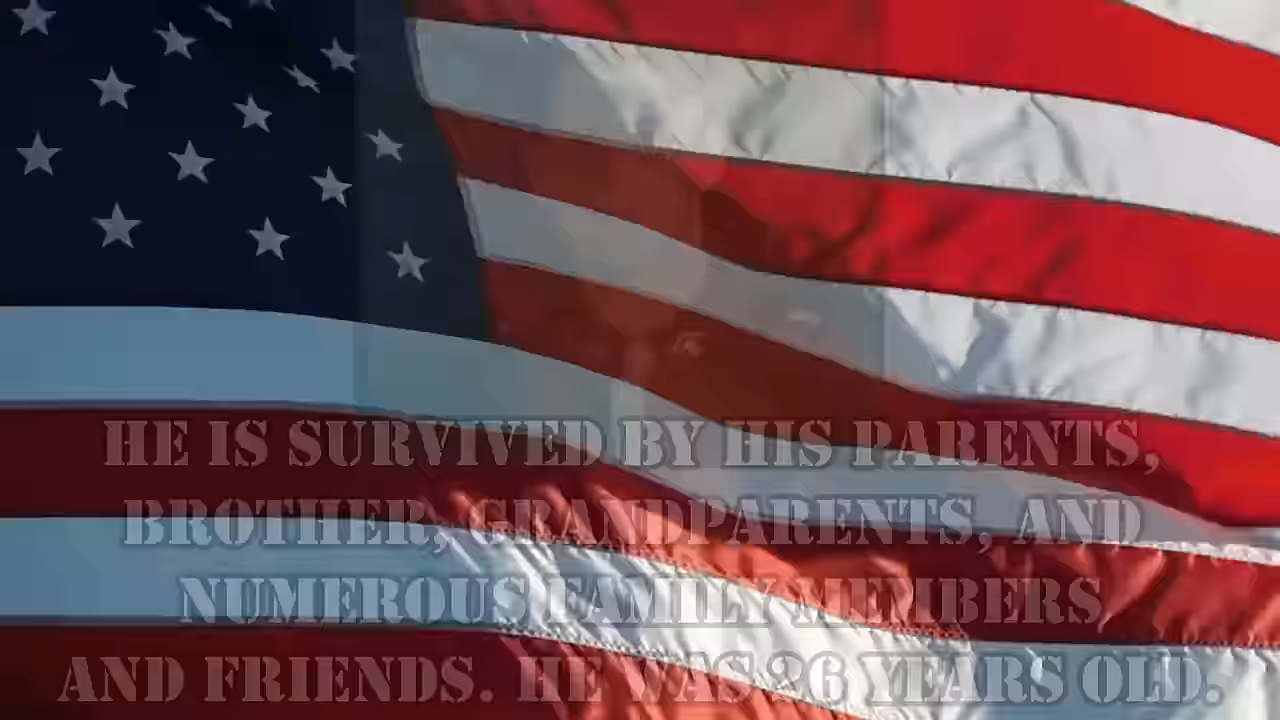 HE IS SURVIVED BY HIS PARENTS,
BROTHER, GRANDPARENTS, AND
NUMEROUS FAMILY MEMBERS
AND FRIENDS. HE WAS 26 YEARS OLD.